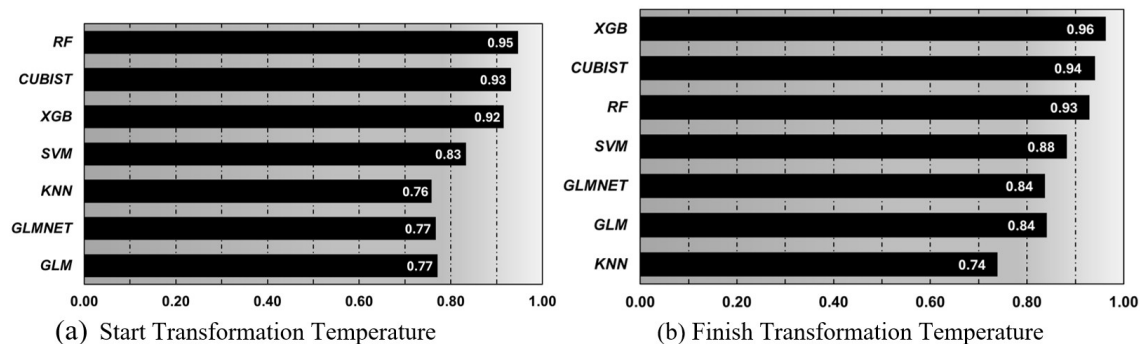 RF 0.95
CUBIST 0.93
XGB 0.92
SVM 0.83
KNN 0.76
GLMNET 0.77
GLM 0.77
0.00 0.20 0.40 0.60 0.80 1.00
(a) Start Transformation Temperature
XGB 0.96
CUBIST 0.94
RF 0.93
SVM 0.88
GLMNET 0.84
GLM 0.84
KNN 0.74
0.00 0.20 0.40 0.60 0.80 1.00
(b) Finish Transformation Temperature